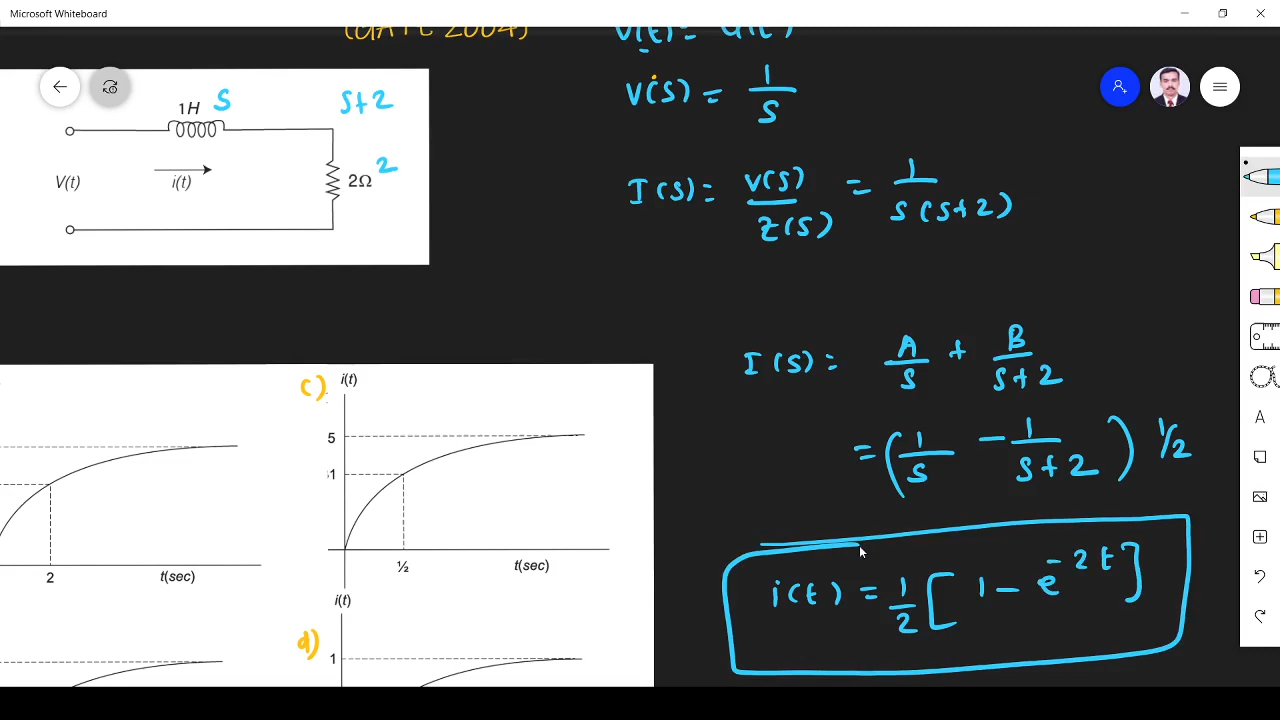 Microsoft Whiteboard
(GATE 2004)
V(t) = u(t)
V(s) = 1/s
1H S
S+2
V(t)
i(t)
2Ω 2
I(s) = V(s)/Z(s) = 1/s(s+2)
I(s) = A/s + B/s+2
= (1/s - 1/s+2) 1/2
i(t) = 1/2 [1 - e^-2t]
2
t(sec)
c)
i(t)
5
½
t(sec)
i(t)
d)
1
A